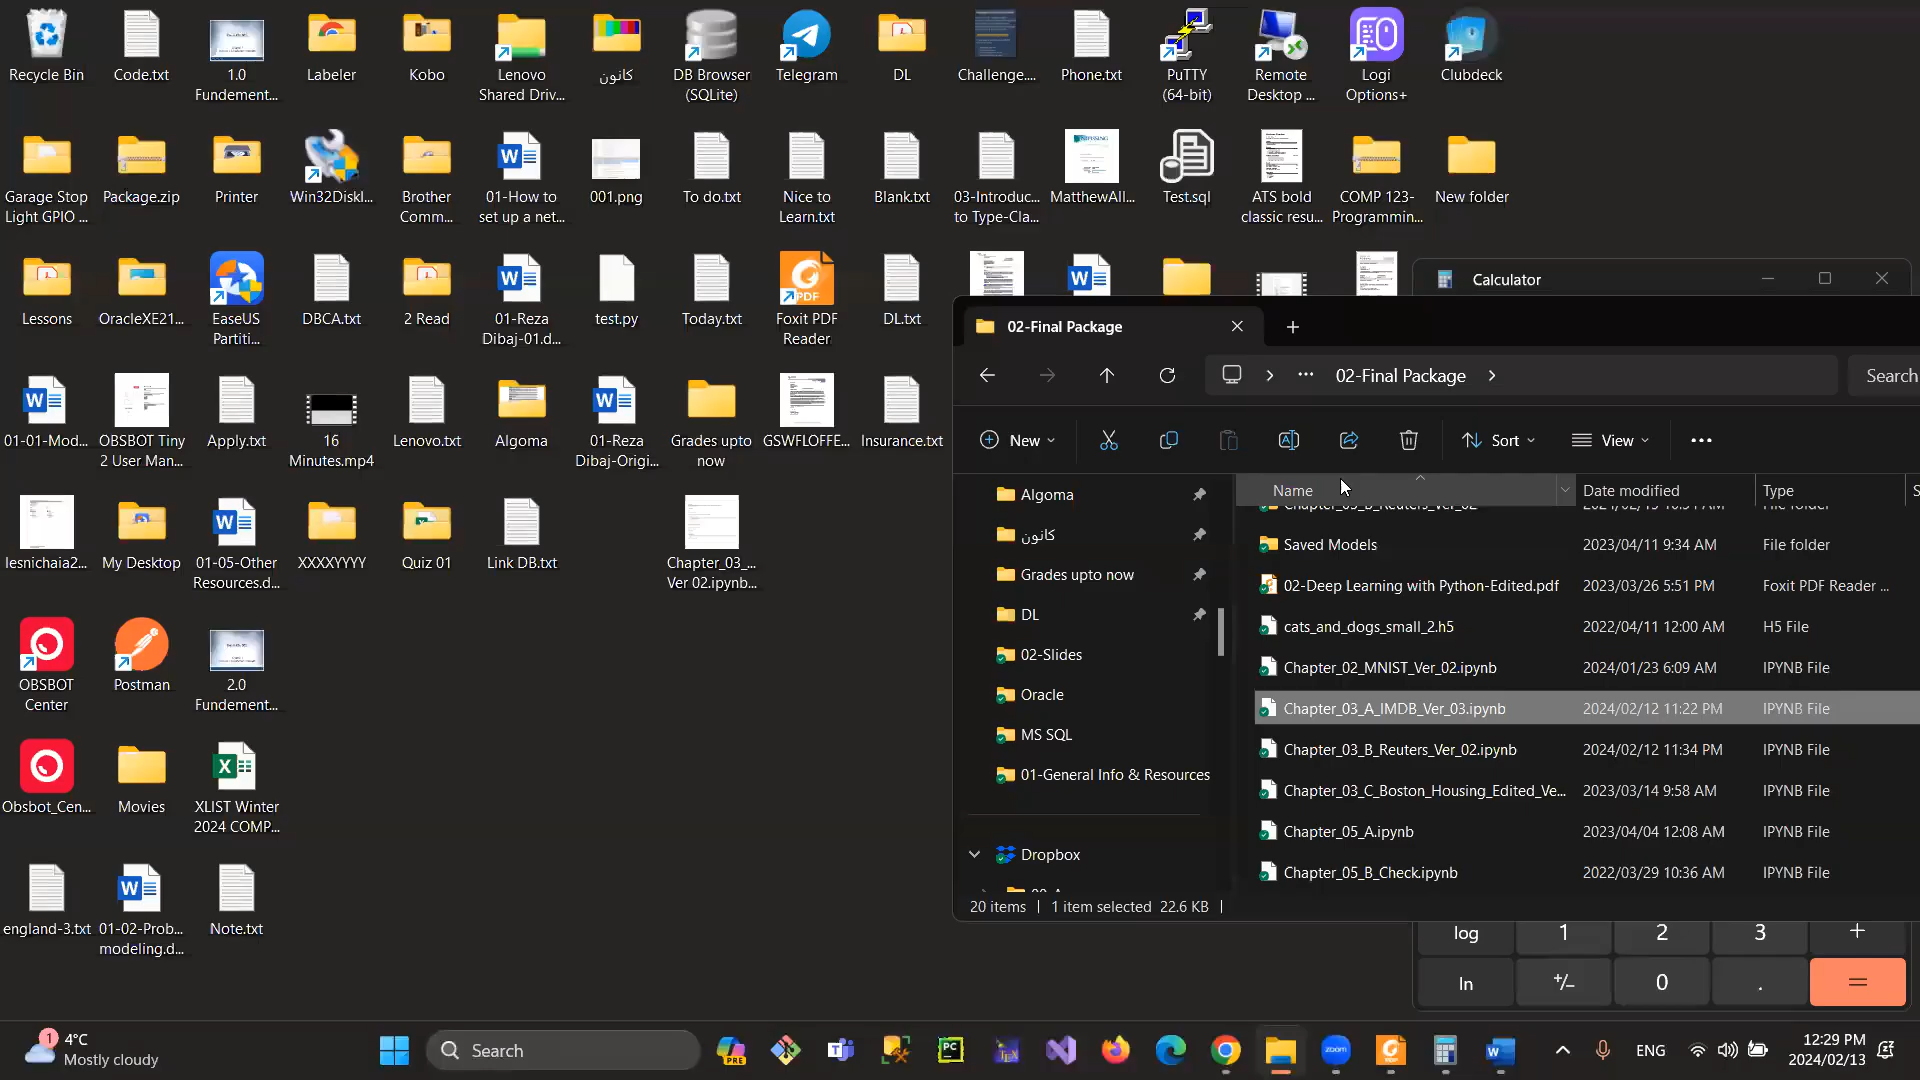 Recycle Bin
Code.txt
1.0
Fundement...
Labeler
Kobo
Lenovo
Shared Driv...
كانون
DB Browser
(SQLite)
Telegram
DL
Challenge....
Phone.txt
PuTTY
(64-bit)
Remote
Desktop ...
Logi
Options+
Clubdeck
Garage Stop
Light GPIO ...
Package.zip
Printer
Win32DiskI...
Brother
Comm...
01-How to
set up a net...
001.png
To do.txt
Nice to
Learn.txt
Blank.txt
03-Introduc...
to Type-Cla...
MatthewAll...
Test.sql
ATS bold
classic resu...
COMP 123-
Programmin...
New folder
Lessons
OracleXE21...
EaseUS
Partiti...
DBCA.txt
2 Read
01-Reza
Dibaj-01.d...
test.py
Today.txt
PDF
Foxit PDF
Reader
DL.txt
01-01-Mod...
OBSBOT Tiny
2 User Man...
Apply.txt
16
Minutes.mp4
Lenovo.txt
Algoma
01-Reza
Dibaj-Origi...
Grades upto
now
GSWFLOFFE...
Insurance.txt
lesnichaia2...
My Desktop
01-05-Other
Resources.d...
XXXXYYYY
Quiz 01
Link DB.txt
Chapter_03_...
Ver 02.ipynb...
OBSBOT
Center
Postman
2.0
Fundement...
Obsbot_Cen...
Movies
XLIST Winter
2024 COMP...
england-3.txt
01-02-Prob...
modeling.d...
Note.txt
Calculator
02-Final Package
02-Final Package
Search
New
Sort
View
Name
Date modified
Type
Algoma
كانون
Grades upto now
DL
02-Slides
Oracle
MS SQL
01-General Info & Resources
Dropbox
Saved Models 2023/04/11 9:34 AM File folder
02-Deep Learning with Python-Edited.pdf 2023/03/26 5:51 PM Foxit PDF Reader ...
cats_and_dogs_small_2.h5 2022/04/11 12:00 AM H5 File
Chapter_02_MNIST_Ver_02.ipynb 2024/01/23 6:09 AM IPYNB File
Chapter_03_A_IMDB_Ver_03.ipynb 2024/02/12 11:22 PM IPYNB File
Chapter_03_B_Reuters_Ver_02.ipynb 2024/02/12 11:34 PM IPYNB File
Chapter_03_C_Boston_Housing_Edited_Ve... 2023/03/14 9:58 AM IPYNB File
Chapter_05_A.ipynb 2023/04/04 12:08 AM IPYNB File
Chapter_05_B_Check.ipynb 2022/03/29 10:36 AM IPYNB File
20 items 1 item selected 22.6 KB
log 1 2 3 +
ln +/- 0 . =
1
4°C
Mostly cloudy
Search
PRE
PC
zoom
ENG
12:29 PM
2024/02/13